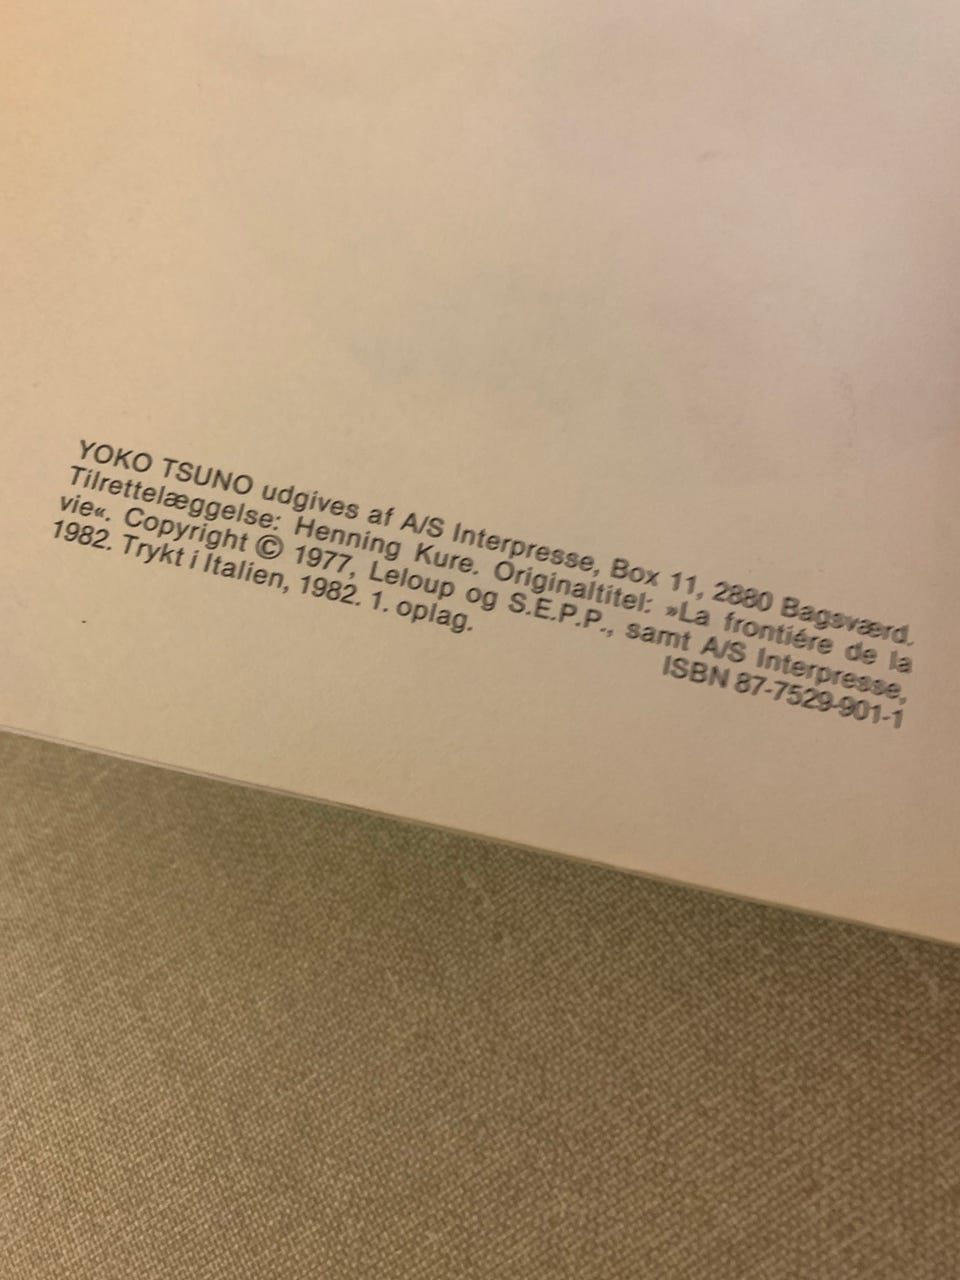 YOKO TSUNO udgives af A/S Interpresse, Box 11, 2880 Bagsværd.
Tilrettelæggelse: Henning Kure. Originaltitel: »La frontiére de la
vie«. Copyright © 1977, Leloup og S.E.P.P., samt A/S Interpresse,
1982. Trykt i Italien, 1982. 1. oplag.
ISBN 87-7529-901-1